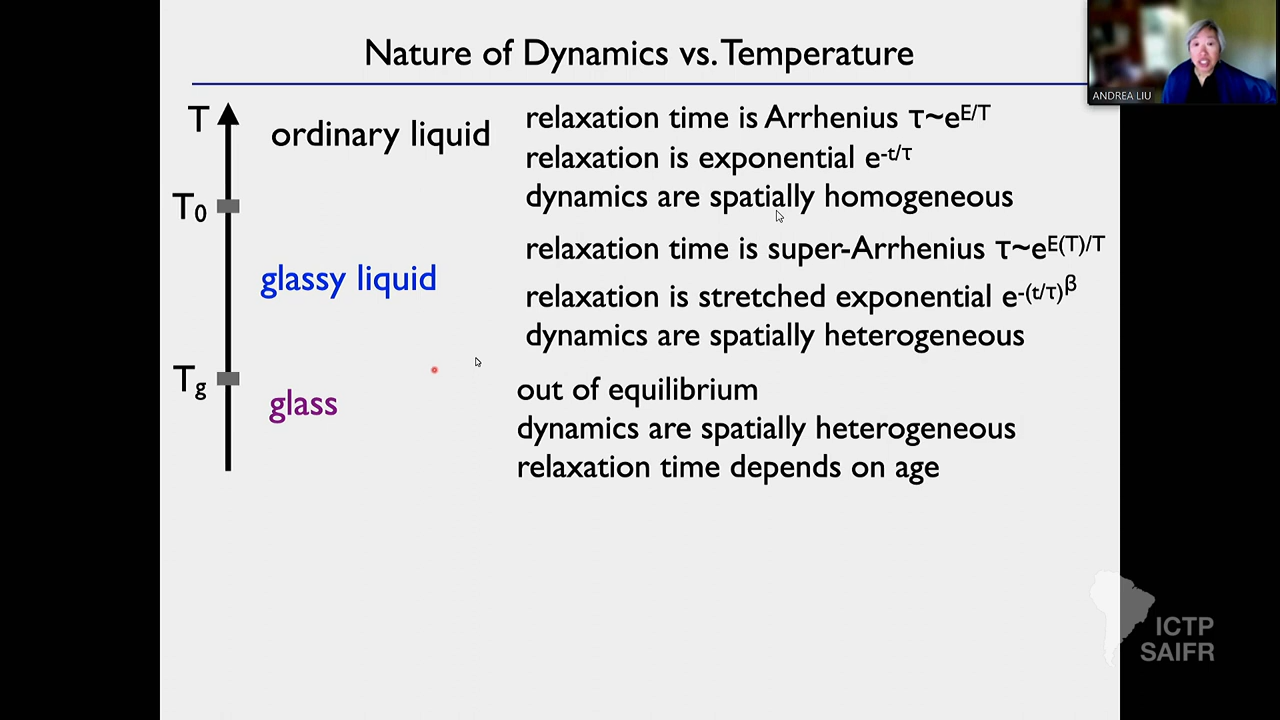 Nature of Dynamics vs. Temperature
ANDREA LIU
T
ordinary liquid
relaxation time is Arrhenius τ~e^E/T
relaxation is exponential e^-t/τ
dynamics are spatially homogeneous
T₀
glassy liquid
relaxation time is super-Arrhenius τ~e^E(T)/T
relaxation is stretched exponential e^-(t/τ)^β
dynamics are spatially heterogeneous
Tg
glass
out of equilibrium
dynamics are spatially heterogeneous
relaxation time depends on age
ICTP
SAIFR